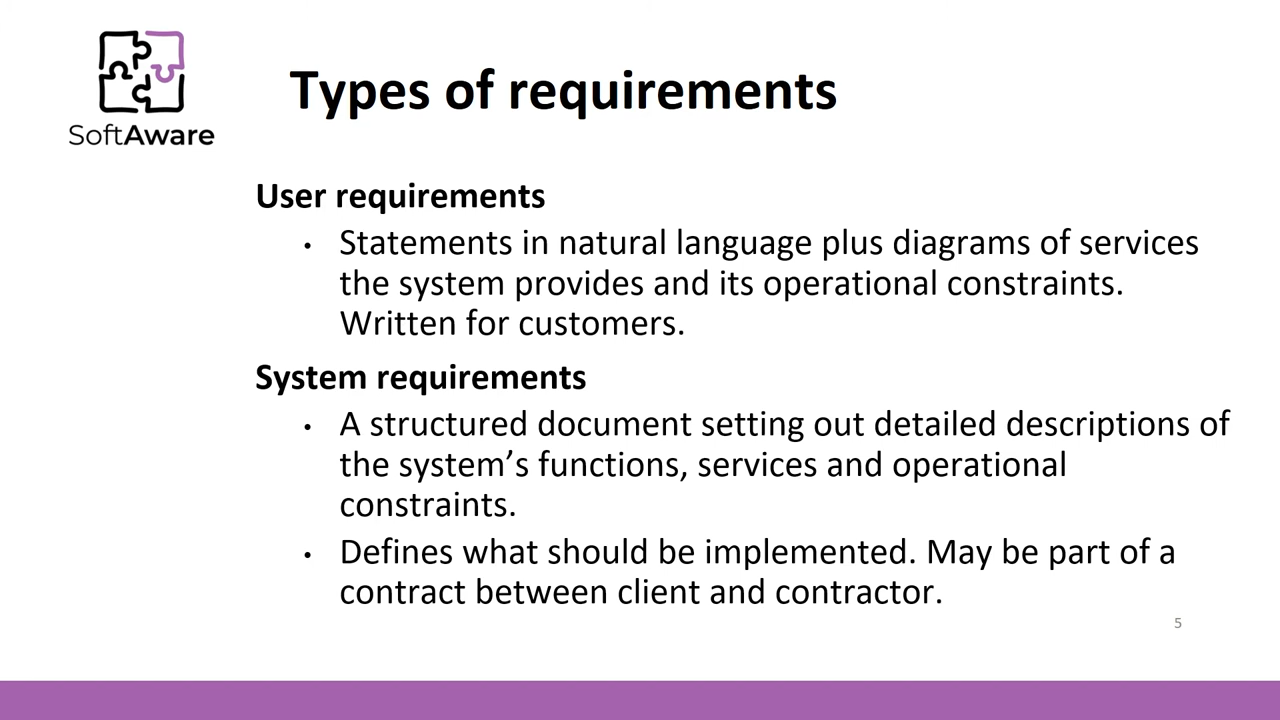 SoftAware
Types of requirements
User requirements
• Statements in natural language plus diagrams of services
the system provides and its operational constraints.
Written for customers.
System requirements
• A structured document setting out detailed descriptions of
the system’s functions, services and operational
constraints.
• Defines what should be implemented. May be part of a
contract between client and contractor.
5